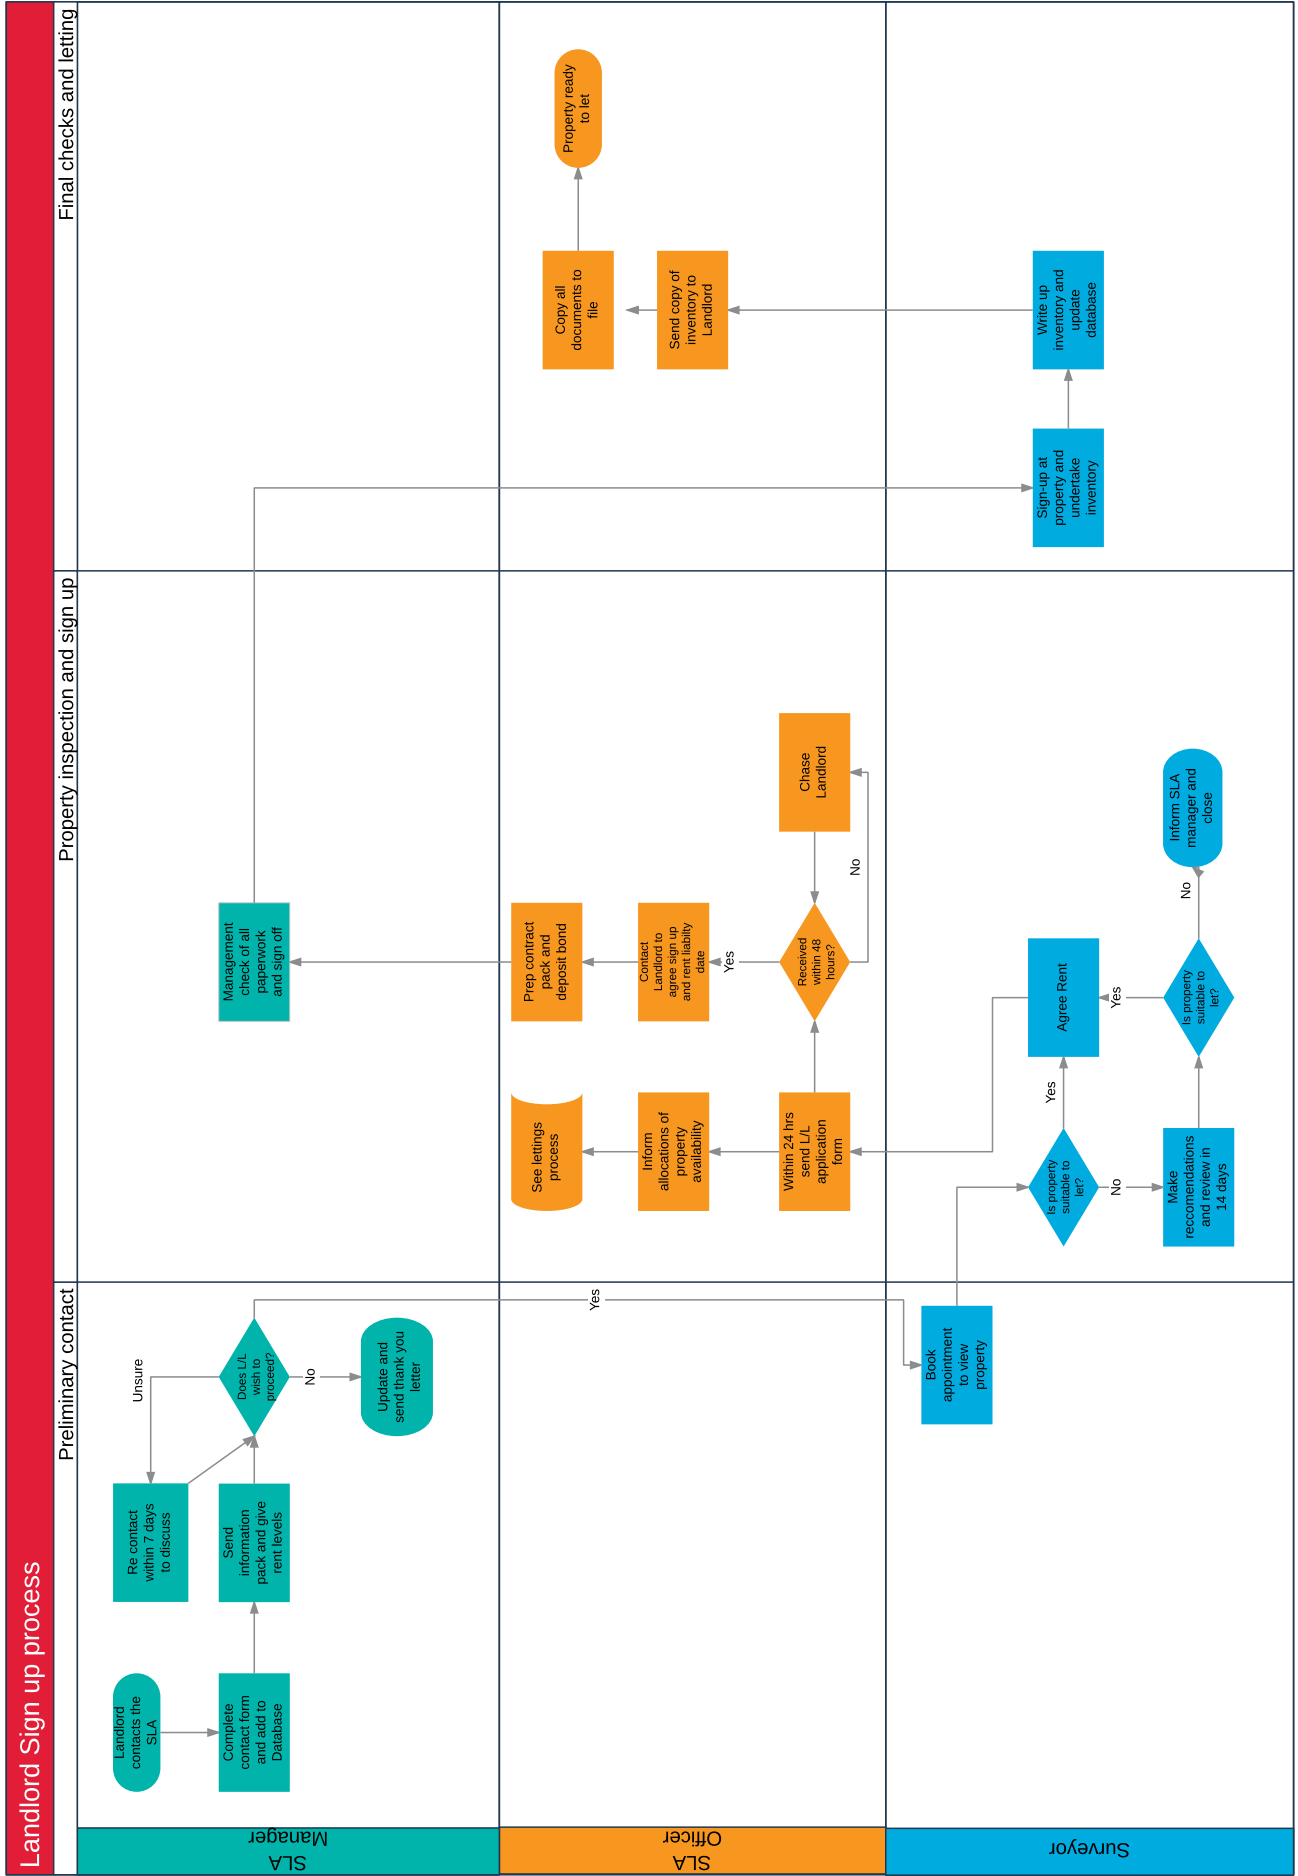 Landlord Sign up process
Preliminary contact
Property inspection and sign up
Final checks and letting
SLA
Manager
Landlord
contacts the
SLA
Complete
contact form
and add to
Database
Re contact
within 7 days
to discuss
Send
information
pack and give
rent levels
Unsure
Does L/L
wish to
proceed?
No
Update and
send thank you
letter
Yes
Management
check of all
paperwork
and sign off
SLA
Officer
See lettings
process
Inform
allocations of
property
availability
Within 24 hrs
send L/L
application
form
Prep contract
pack and
deposit bond
Contact
Landlord to
agree sign up
and rent liabilty
date
Yes
Received
within 48
hours?
No
Chase
Landlord
Copy all
documents to
file
Send copy of
inventory to
Landlord
Property ready
to let
Surveyor
Book
appointment
to view
property
Is property
suitable to
let?
Yes
No
Make
reccomendations
and review in
14 days
Agree Rent
Yes
Is property
suitable to
let?
No
Inform SLA
manager and
close
Sign-up at
property and
undertake
inventory
Write up
inventory and
update
database